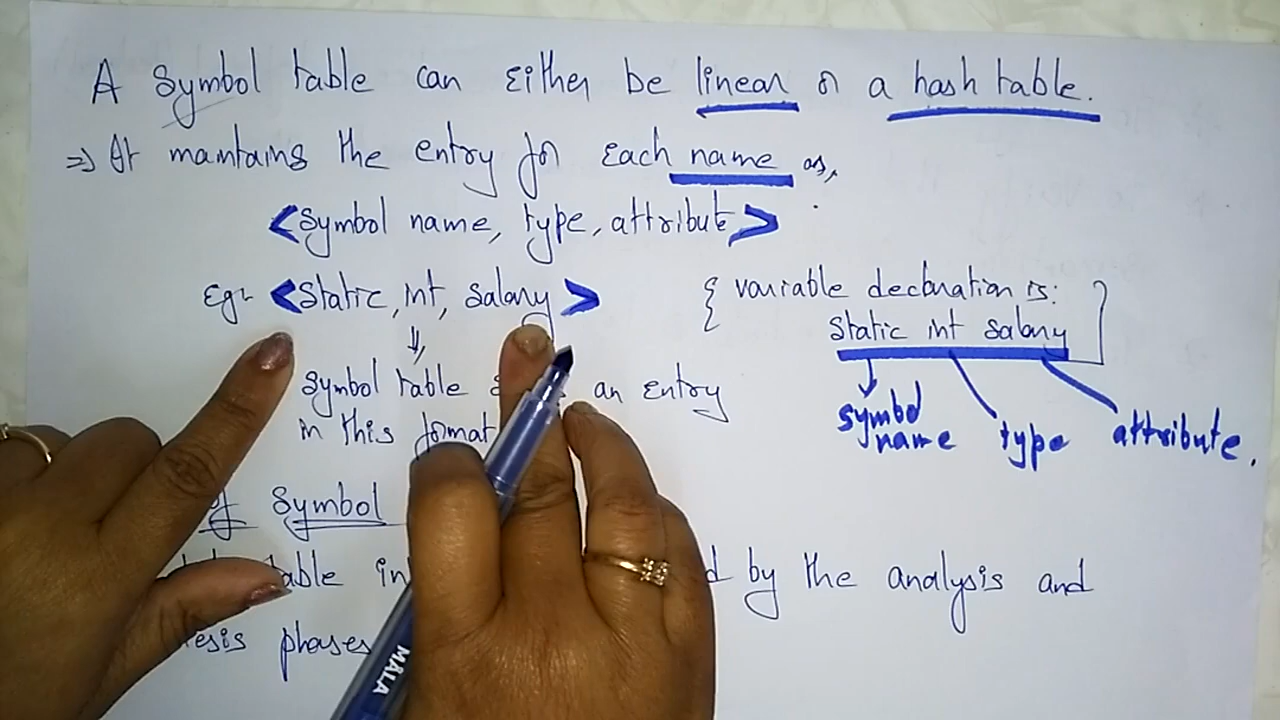 A Symbol table can either be linear or a hash table.
⇒ It maintains the entry for each name as,
<symbol name, type, attribute>
Eg:- <static, int, salary>
{ variable declaration is:
static int salary }
symbol name type attribute.
↓
symbol table an entry
in this format
of symbol
table in by the analysis and
phases
MALA